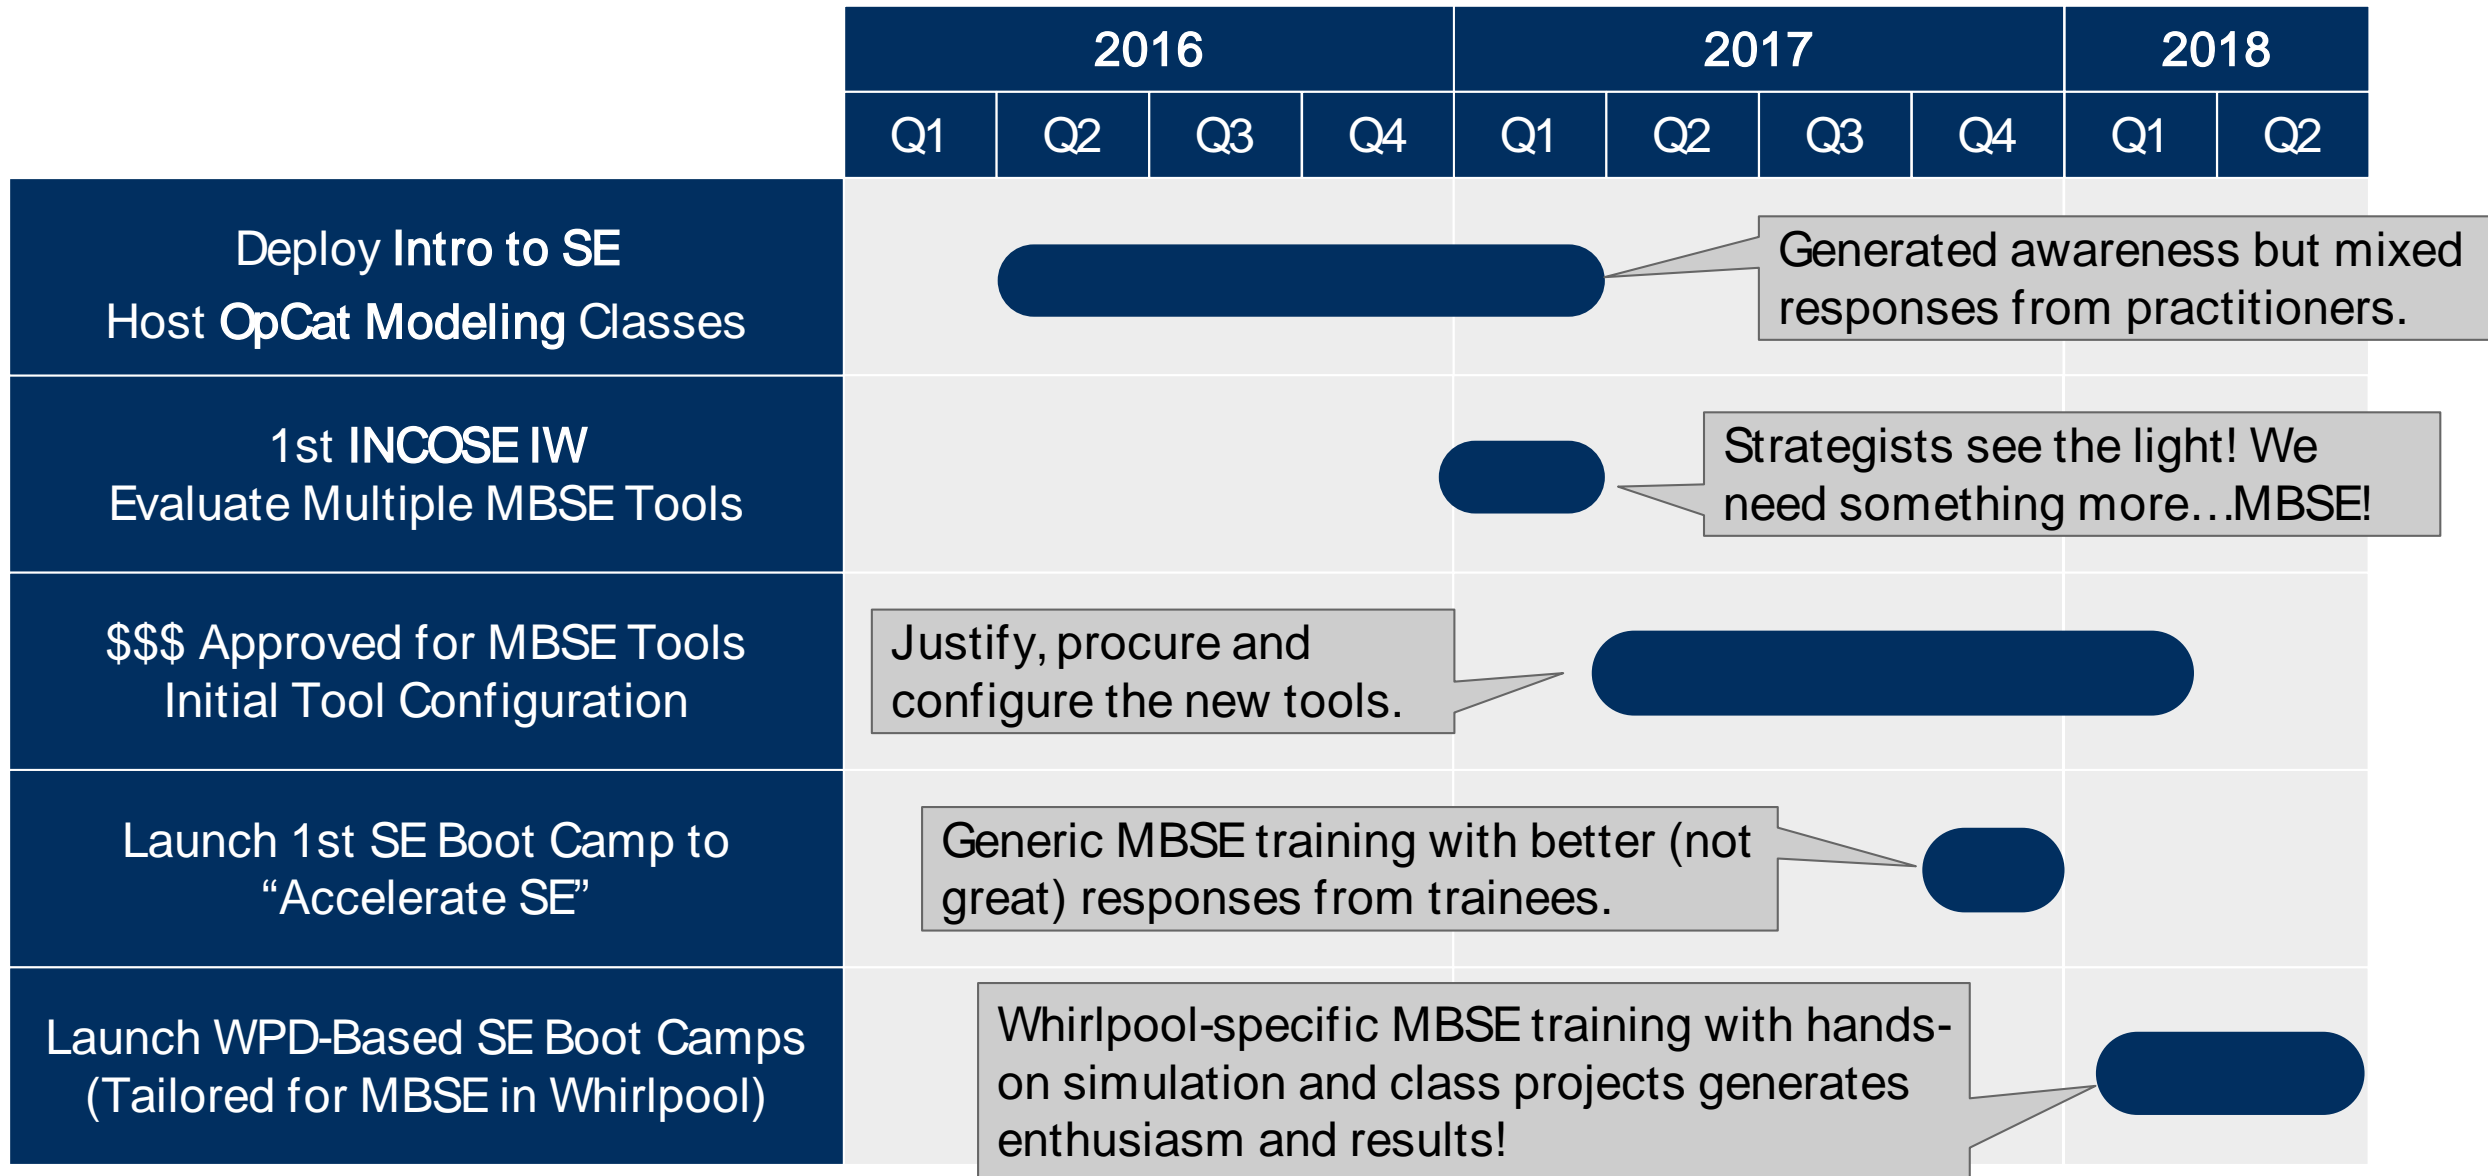 2016 2017 2018
Q1 Q2 Q3 Q4 Q1 Q2 Q3 Q4 Q1 Q2
Deploy Intro to SE
Host OpCat Modeling Classes
Generated awareness but mixed
responses from practitioners.
1st INCOSE IW
Evaluate Multiple MBSE Tools
Strategists see the light! We
need something more…MBSE!
$$$ Approved for MBSE Tools
Initial Tool Configuration
Justify, procure and
configure the new tools.
Launch 1st SE Boot Camp to
“Accelerate SE”
Generic MBSE training with better (not
great) responses from trainees.
Launch WPD-Based SE Boot Camps
(Tailored for MBSE in Whirlpool)
Whirlpool-specific MBSE training with hands-
on simulation and class projects generates
enthusiasm and results!